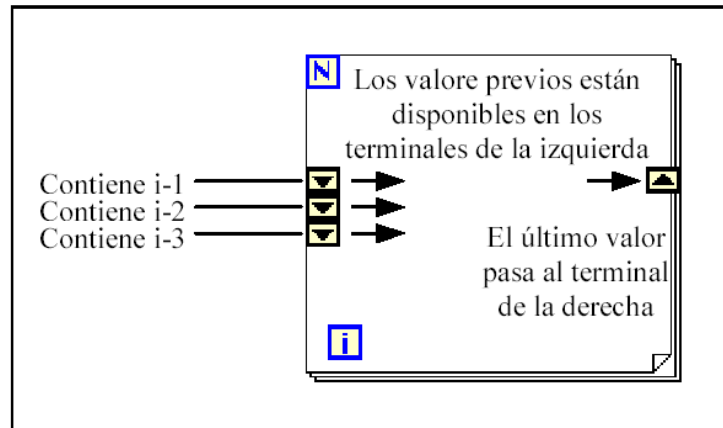 N
Los valore previos están
disponibles en los
terminales de la izquierda
Contiene i-1
Contiene i-2
Contiene i-3
El último valor
pasa al terminal
de la derecha
i